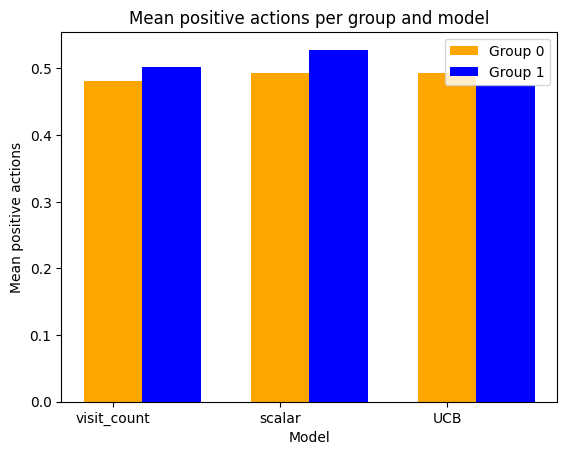 Mean positive actions per group and model
Group 0
Group 1
Mean positive actions
0.5
0.4
0.3
0.2
0.1
0.0
visit_count
scalar
UCB
Model